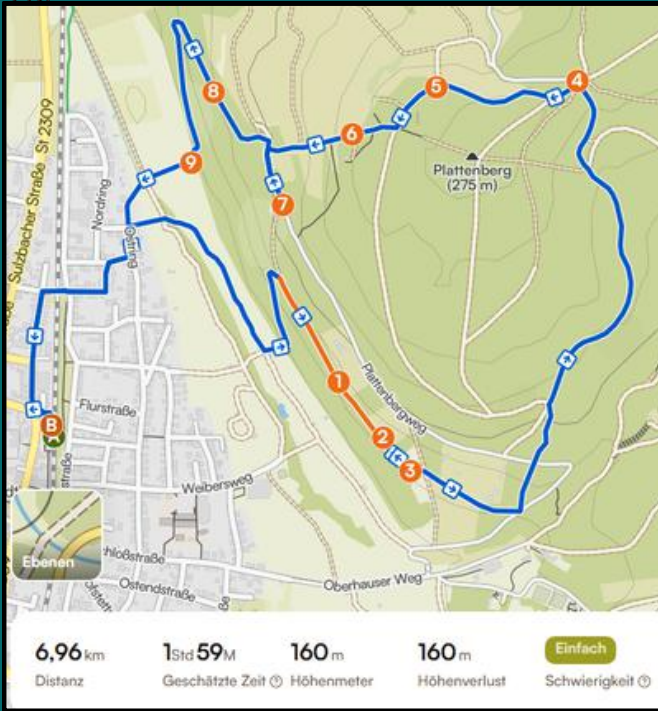 Sulzbacher Straße St 2309
Nordring
Ostring
Plattenberg
(275 m)
Plattenbergweg
Flurstraße
Weibersweg
Oberhauser Weg
Ostendstraße
4
5
8
6
9
7
1
2
3
B
Ebenen
6,96 km
Distanz
1Std 59M
Geschätzte Zeit
160 m
Höhenmeter
160 m
Höhenverlust
Einfach
Schwierigkeit